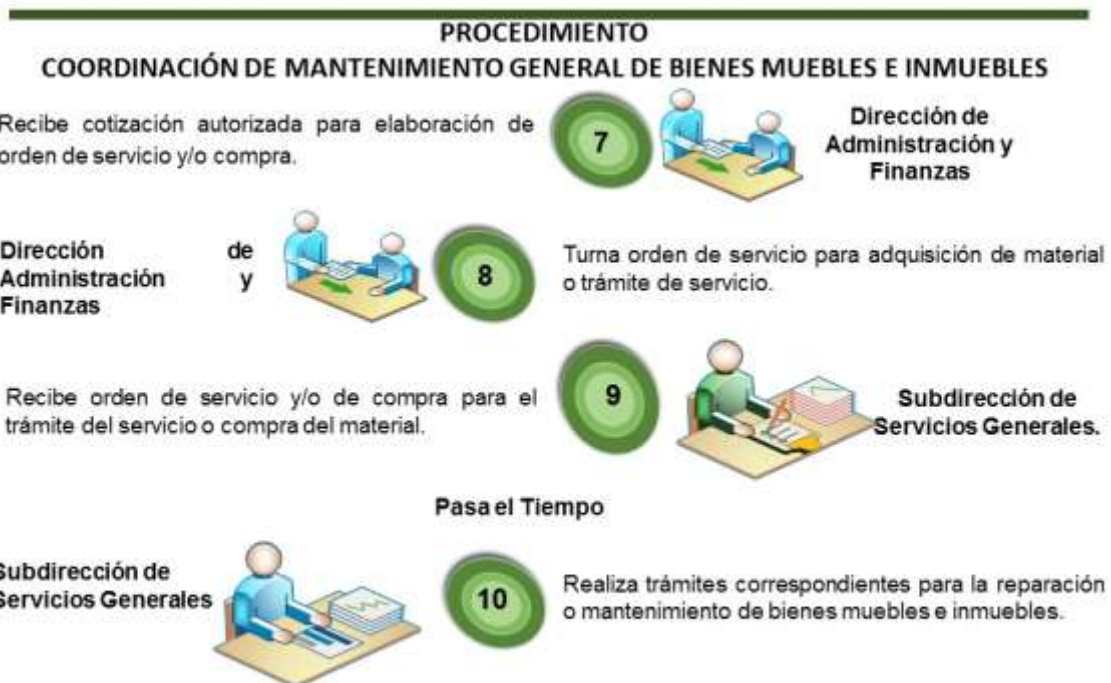 PROCEDIMIENTO
COORDINACIÓN DE MANTENIMIENTO GENERAL DE BIENES MUEBLES E INMUEBLES
Recibe cotización autorizada para elaboración de
orden de servicio y/o compra.
7
Dirección de
Administración y
Finanzas
Dirección de
Administración y
Finanzas
8
Turna orden de servicio para adquisición de material
o trámite de servicio.
Recibe orden de servicio y/o de compra para el
trámite del servicio o compra del material.
9
Subdirección de
Servicios Generales.
Pasa el Tiempo
Subdirección de
Servicios Generales
10
Realiza trámites correspondientes para la reparación
o mantenimiento de bienes muebles e inmuebles.